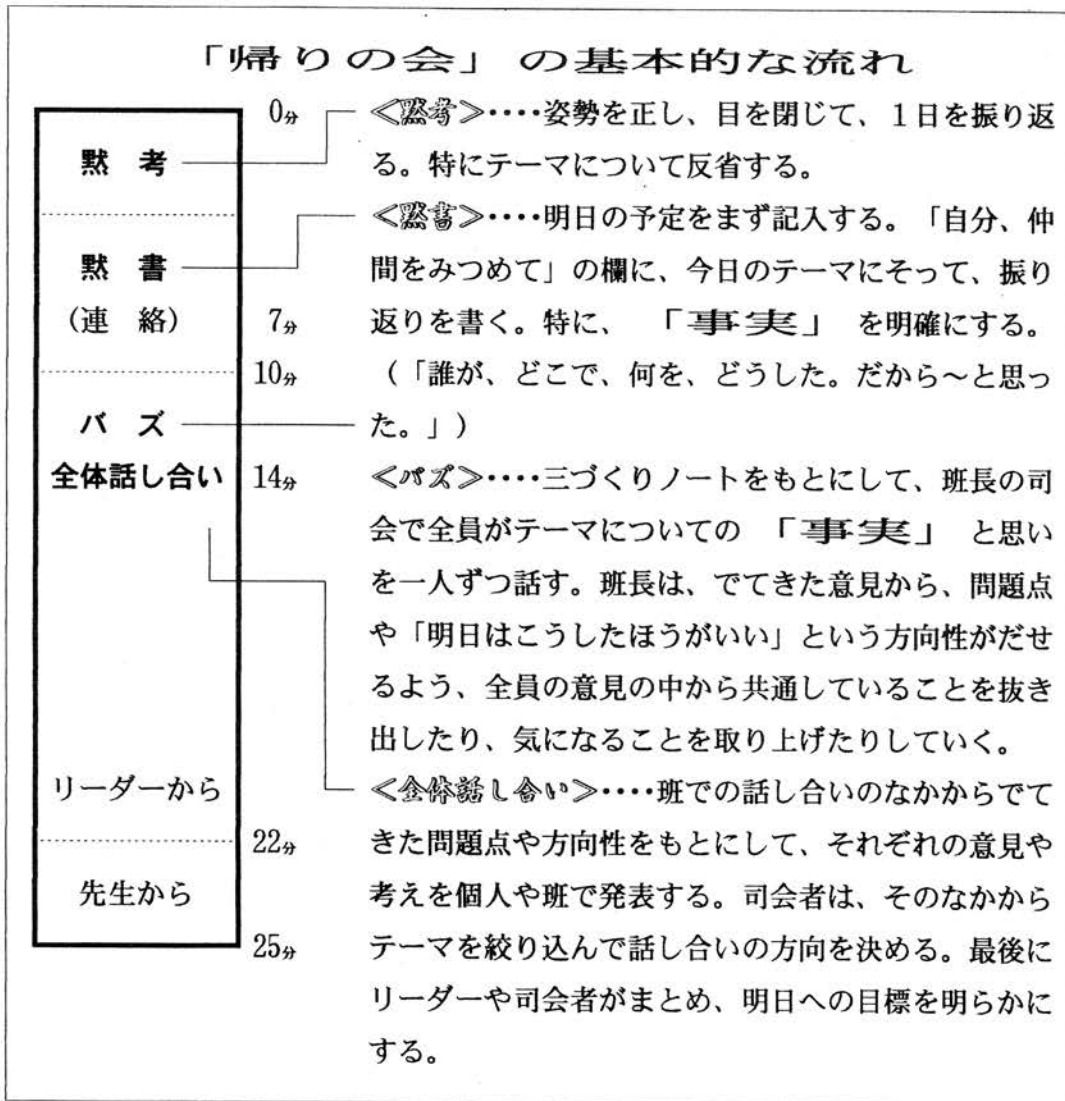 「帰りの会」の基本的な流れ
0分
黙 考
黙 書
(連 絡)
7分
10分
バ ズ
全体話し合い
14分
リーダーから
22分
先生から
25分
<黙考>‥‥姿勢を正し、目を閉じて、1日を振り返
る。特にテーマについて反省する。
<黙書>‥‥明日の予定をまず記入する。「自分、仲
間をみつめて」の欄に、今日のテーマにそって、振り
返りを書く。特に、 「事実」 を明確にする。
(「誰が、どこで、何を、どうした。だから~と思っ
た。」)
<バズ>‥‥三づくりノートをもとにして、班長の司
会で全員がテーマについての 「事実」 と思い
を一人ずつ話す。班長は、でてきた意見から、問題点
や「明日はこうしたほうがいい」という方向性がだせ
るよう、全員の意見の中から共通していることを抜き
出したり、気になることを取り上げたりしていく。
<全体話し合い>‥‥班での話し合いのなかからでて
きた問題点や方向性をもとにして、それぞれの意見や
考えを個人や班で発表する。司会者は、そのなかから
テーマを絞り込んで話し合いの方向を決める。最後に
リーダーや司会者がまとめ、明日への目標を明らかに
する。